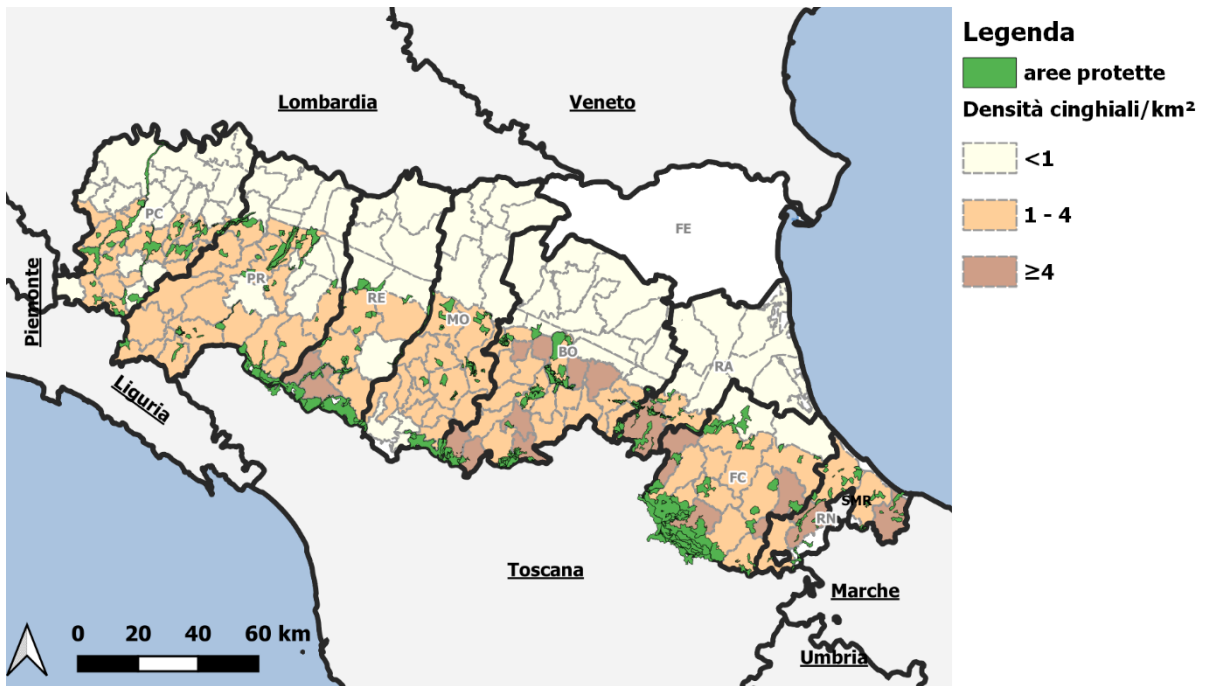 Lombardia
Veneto
Piemonte
Liguria
Toscana
Marche
Umbria
PC
PR
RE
MO
BO
FE
RA
FC
RN
SMR
0 20 40 60 km
Legenda
aree protette
Densità cinghiali/km²
<1
1 - 4
≥4